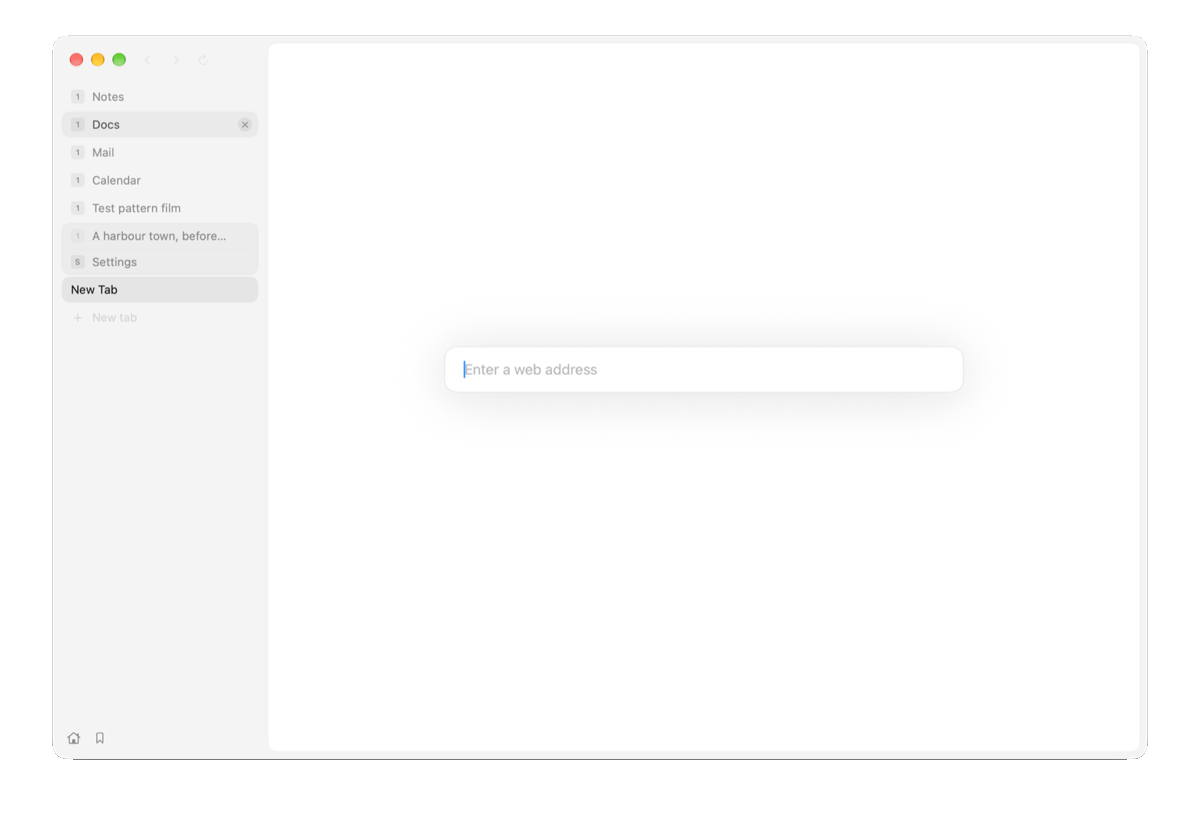 1 Notes
1 Docs
1 Mail
1 Calendar
1 Test pattern film
1 A harbour town, before...
S Settings
New Tab
+ New tab
Enter a web address